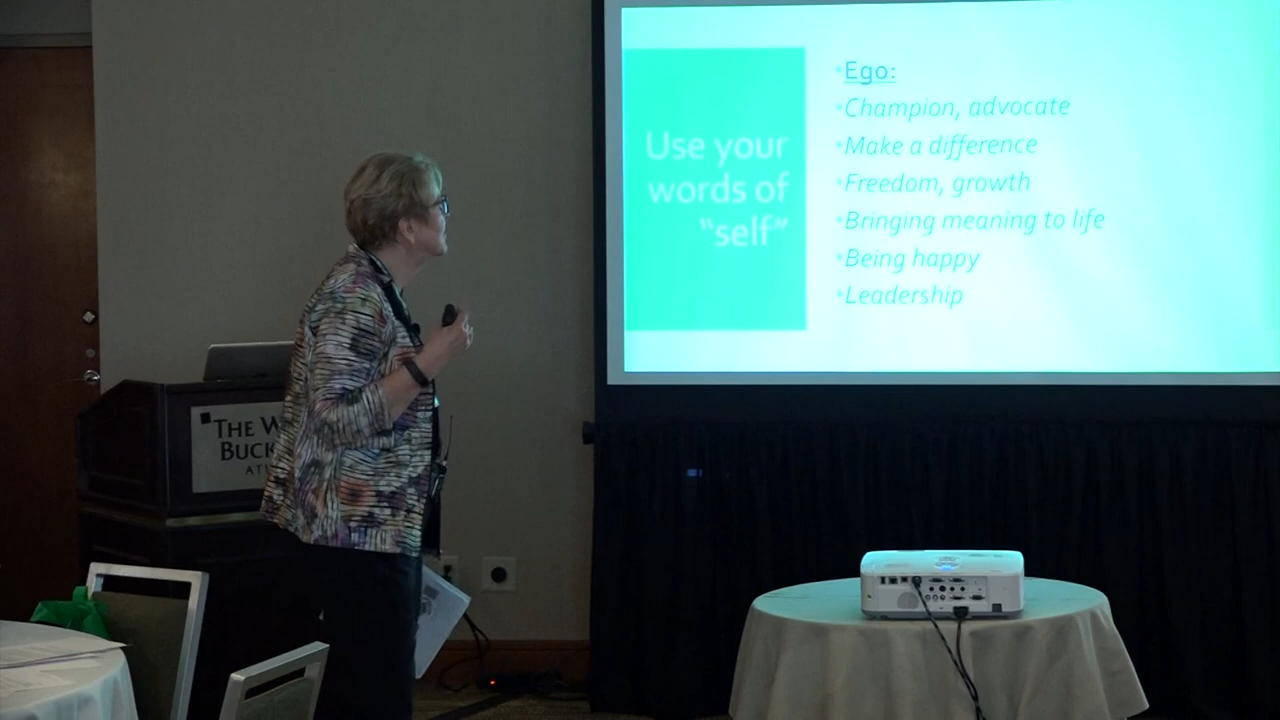 Use your
words of
“self”
•Ego:
•Champion, advocate
•Make a difference
•Freedom, growth
•Bringing meaning to life
•Being happy
•Leadership
THE W
BUCK
AT